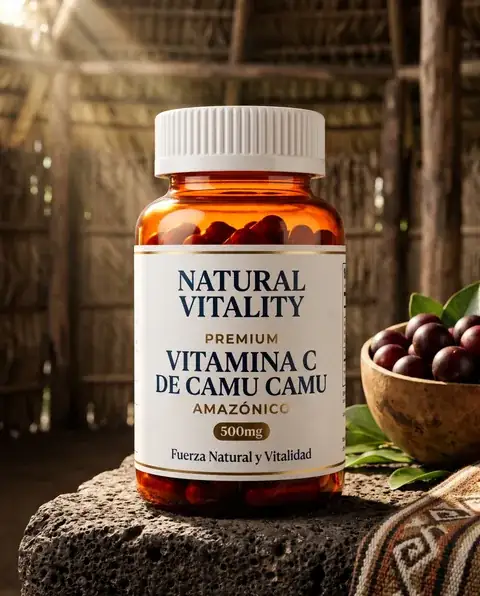 NATURAL
VITALITY
PREMIUM
VITAMINA C
DE CAMU CAMU
AMAZÓNICO
500mg
Fuerza Natural y Vitalidad